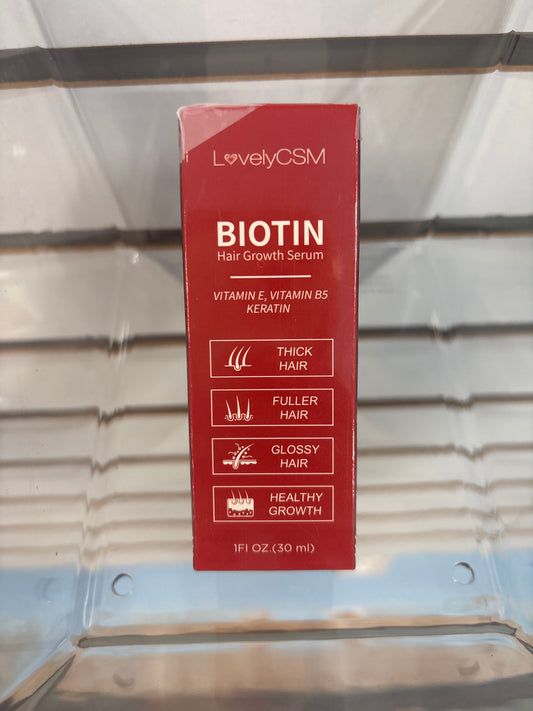 LovelyCSM
BIOTIN
Hair Growth Serum
VITAMIN E, VITAMIN B5
KERATIN
THICK
HAIR
FULLER
HAIR
GLOSSY
HAIR
HEALTHY
GROWTH
1Fl OZ.(30 ml)